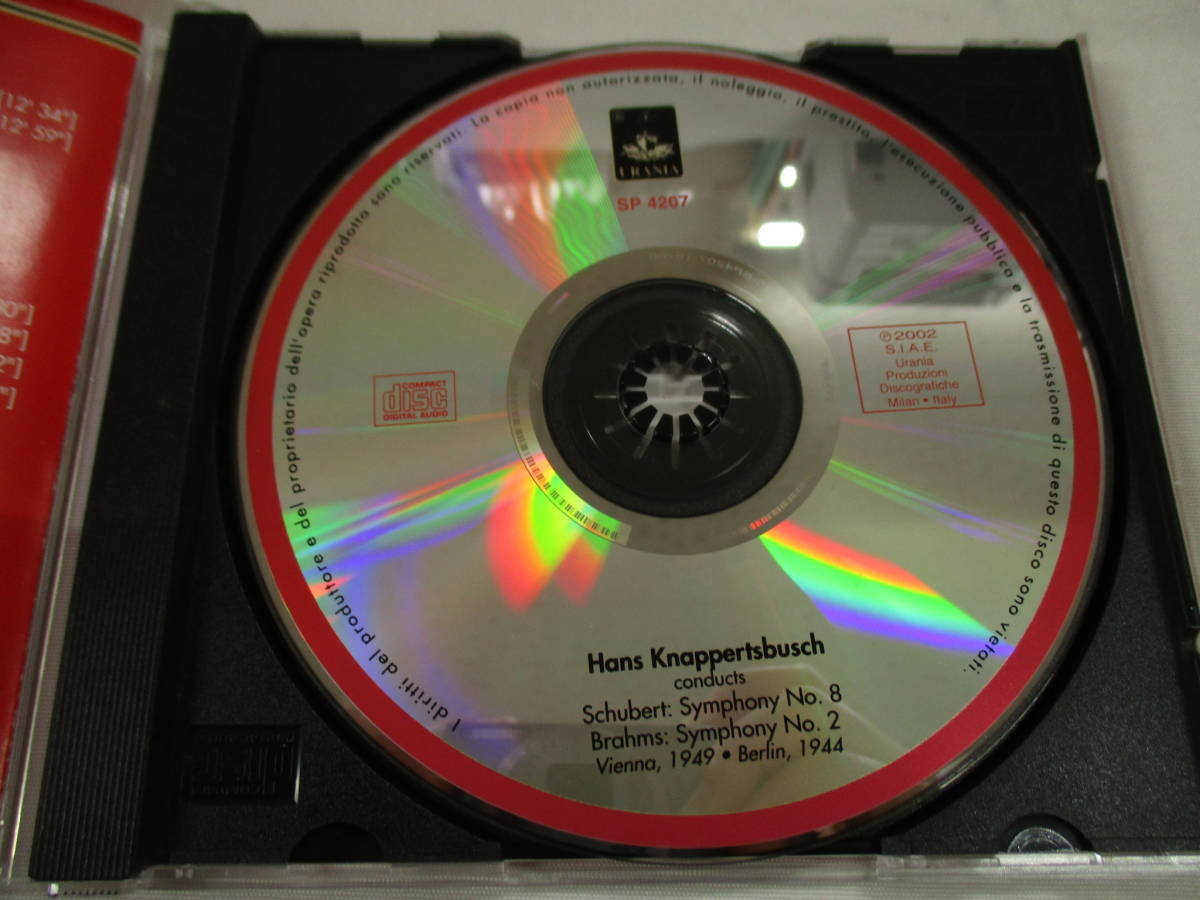 [12' 34"]
12' 59"]
URANIA
SP 4207
I diritti del produttore e del proprietario dell'opera riprodotta sono riservati. La copia non autorizzata, il noleggio, il prestito, l'esecuzione pubblica e la trasmissione di questo disco sono vietati.
COMPACT
disc
DIGITAL AUDIO
℗2002
S.I.A.E.
Urania
Produzioni
Discografiche
Milan • Italy
Hans Knappertsbusch
conducts
Schubert: Symphony No. 8
Brahms: Symphony No. 2
Vienna, 1949 • Berlin, 1944